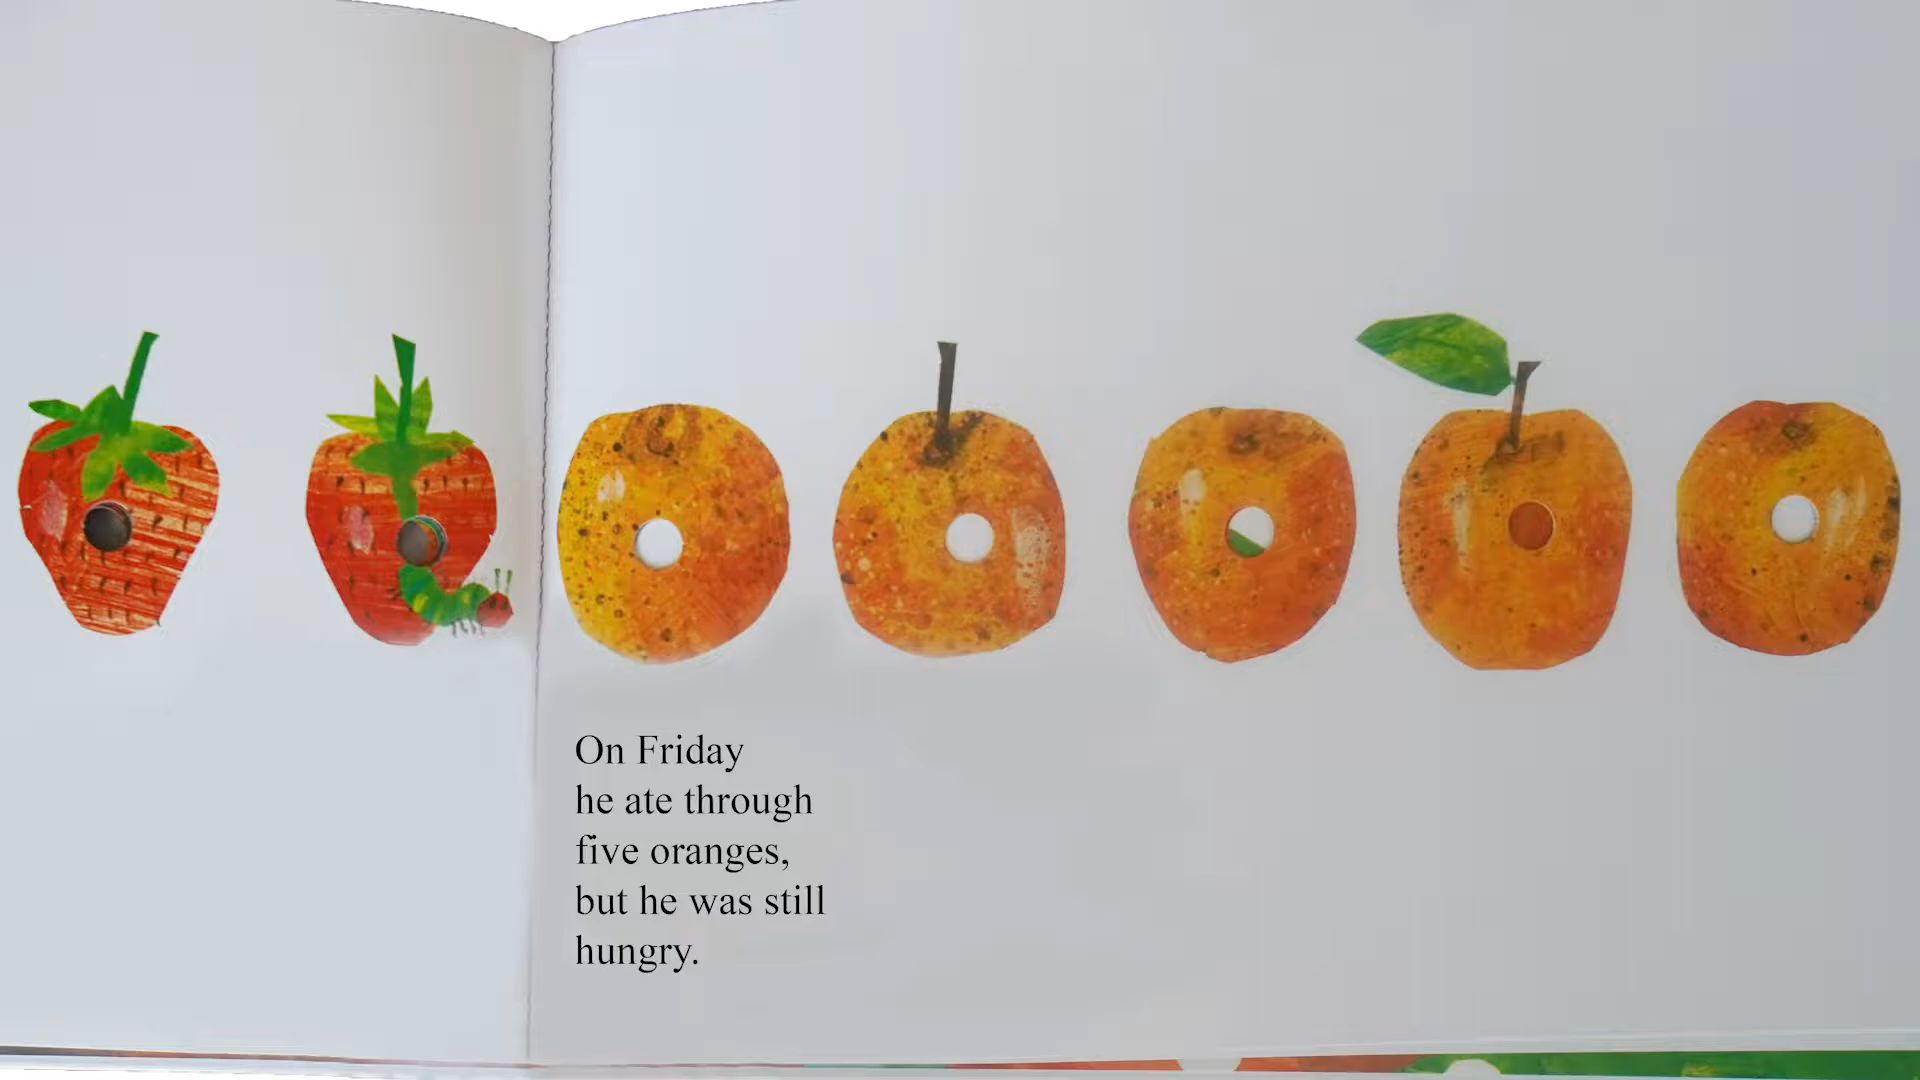 On Friday
he ate through
five oranges,
but he was still
hungry.